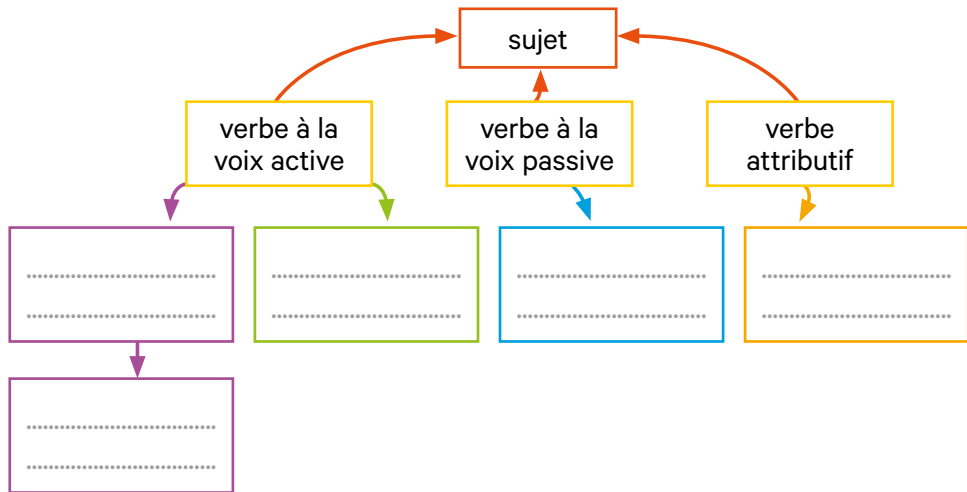 sujet
verbe à la
voix active
verbe à la
voix passive
verbe
attributif